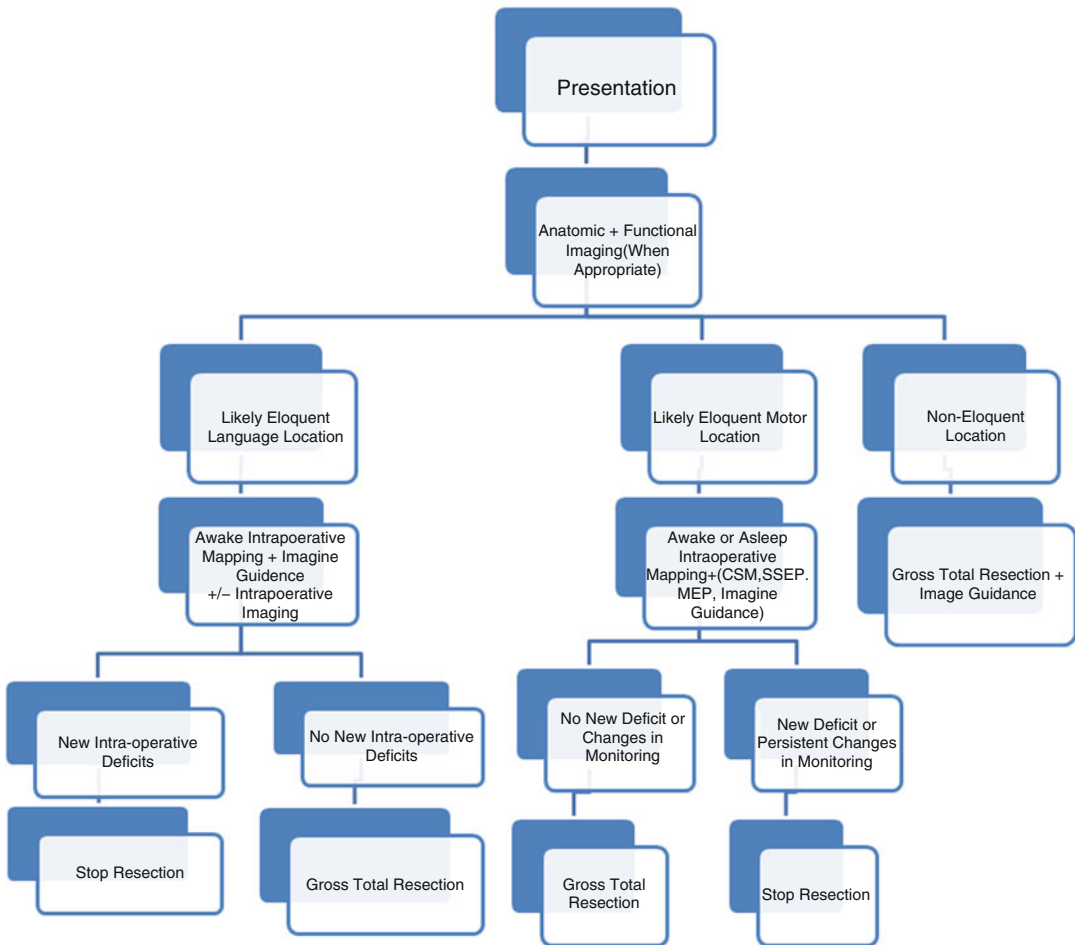 Presentation
Anatomic + Functional
Imaging(When
Appropriate)
Likely Eloquent
Language Location
Likely Eloquent Motor
Location
Non-Eloquent
Location
Awake Intrapoerative
Mapping + Imagine
Guidence
+/− Intrapoerative
Imaging
Awake or Asleep
Intraoperative
Mapping+(CSM,SSEP.
MEP, Imagine
Guidance)
Gross Total Resection +
Image Guidance
New Intra-operative
Deficits
No New Intra-operative
Deficits
No New Deficit or
Changes in
Monitoring
New Deficit or
Persistent Changes
in Monitoring
Stop Resection
Gross Total Resection
Gross Total
Resection
Stop Resection